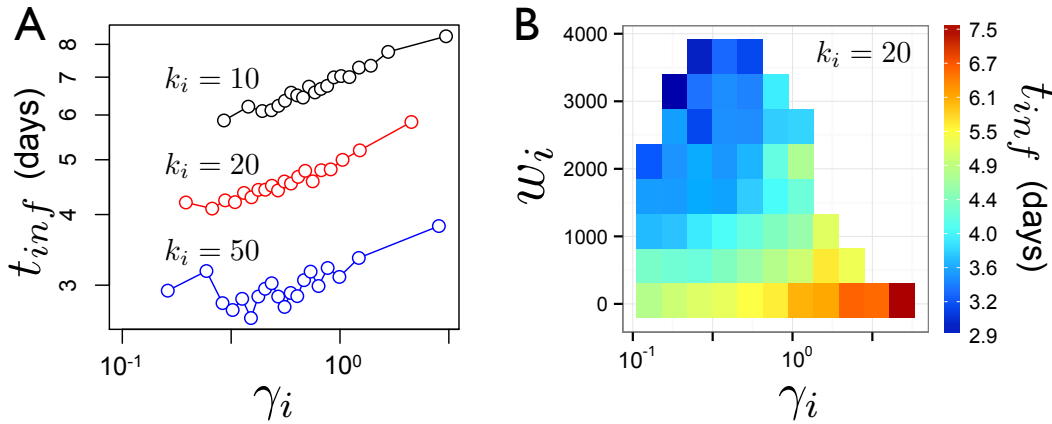 A
t_inf (days)
8
7
6
5
4
3
k_i = 10
k_i = 20
k_i = 50
10^-1
10^0
γ_i
B
w_i
4000
3000
2000
1000
0
k_i = 20
10^-1
10^0
γ_i
7.5
6.7
6.1
5.5
4.9
4.4
4.0
3.6
3.2
2.9
t_inf (days)